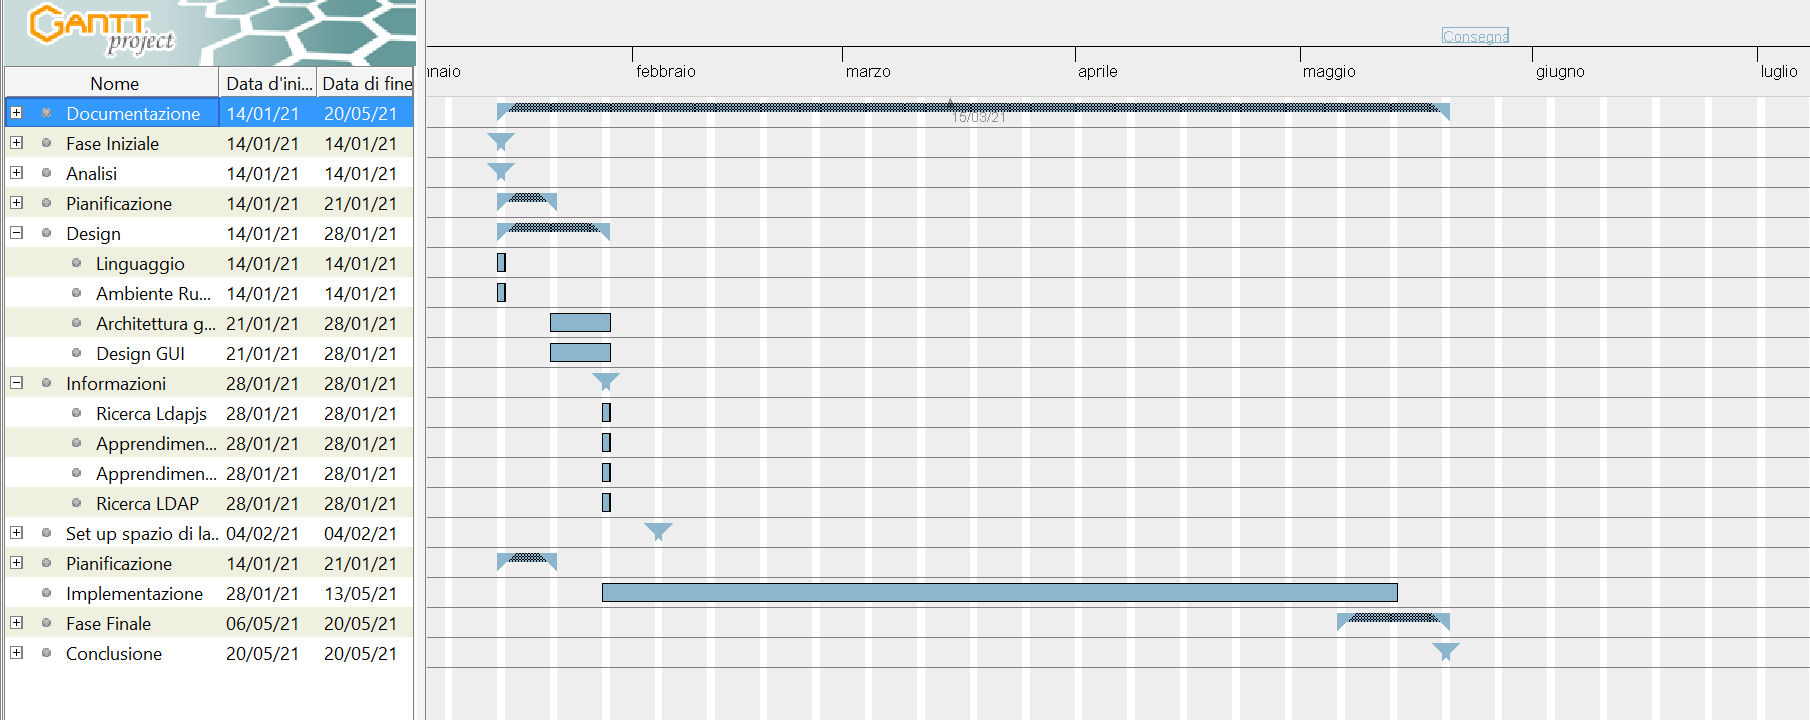 GANTT
project
Consegna
nnaio febbraio marzo aprile maggio giugno luglio
Nome Data d'ini... Data di fine
Documentazione 14/01/21 20/05/21
15/03/21
Fase Iniziale 14/01/21 14/01/21
Analisi 14/01/21 14/01/21
Pianificazione 14/01/21 21/01/21
Design 14/01/21 28/01/21
Linguaggio 14/01/21 14/01/21
Ambiente Ru... 14/01/21 14/01/21
Architettura g... 21/01/21 28/01/21
Design GUI 21/01/21 28/01/21
Informazioni 28/01/21 28/01/21
Ricerca Ldapjs 28/01/21 28/01/21
Apprendimen... 28/01/21 28/01/21
Apprendimen... 28/01/21 28/01/21
Ricerca LDAP 28/01/21 28/01/21
Set up spazio di la.. 04/02/21 04/02/21
Pianificazione 14/01/21 21/01/21
Implementazione 28/01/21 13/05/21
Fase Finale 06/05/21 20/05/21
Conclusione 20/05/21 20/05/21